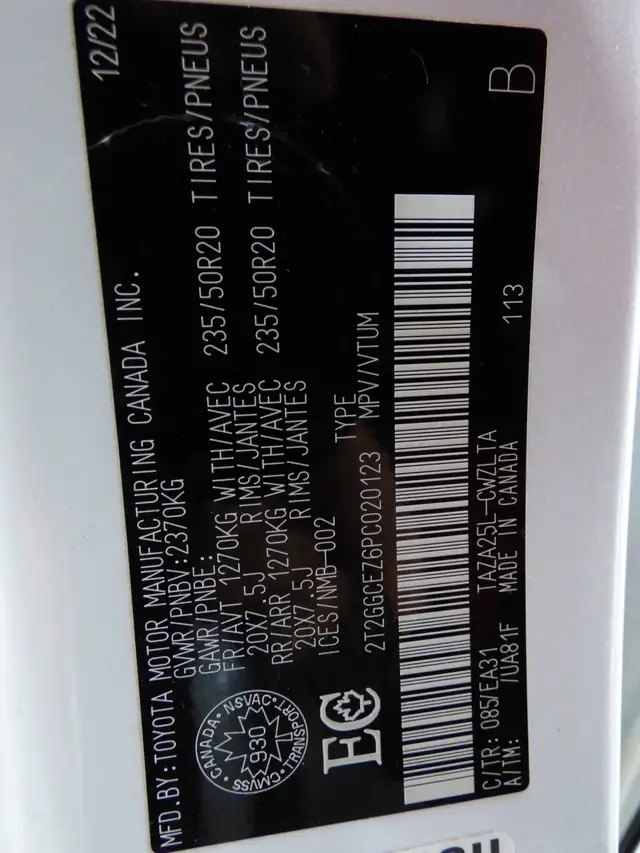 MFD.BY:TOYOTA MOTOR MANUFACTURING CANADA INC. 12/22
GVWR/PNBV:2370KG
GAWR/PNBE:
FR/AVT 1270KG WITH/AVEC 235/50R20 TIRES/PNEUS
20X7.5J RIMS/JANTES
RR/ARR 1270KG WITH/AVEC 235/50R20 TIRES/PNEUS
20X7.5J RIMS/JANTES
ICES/NMB-002
CANADA · NSVAC · TRANSPORT · CMVSS
930
EC
TYPE
2T2GGCEZ6PC020123 MPV/VTUM
C/TR: 085/EA31 TAZA25L-CWZLTA
A/TM: /UA81F MADE IN CANADA 113 B